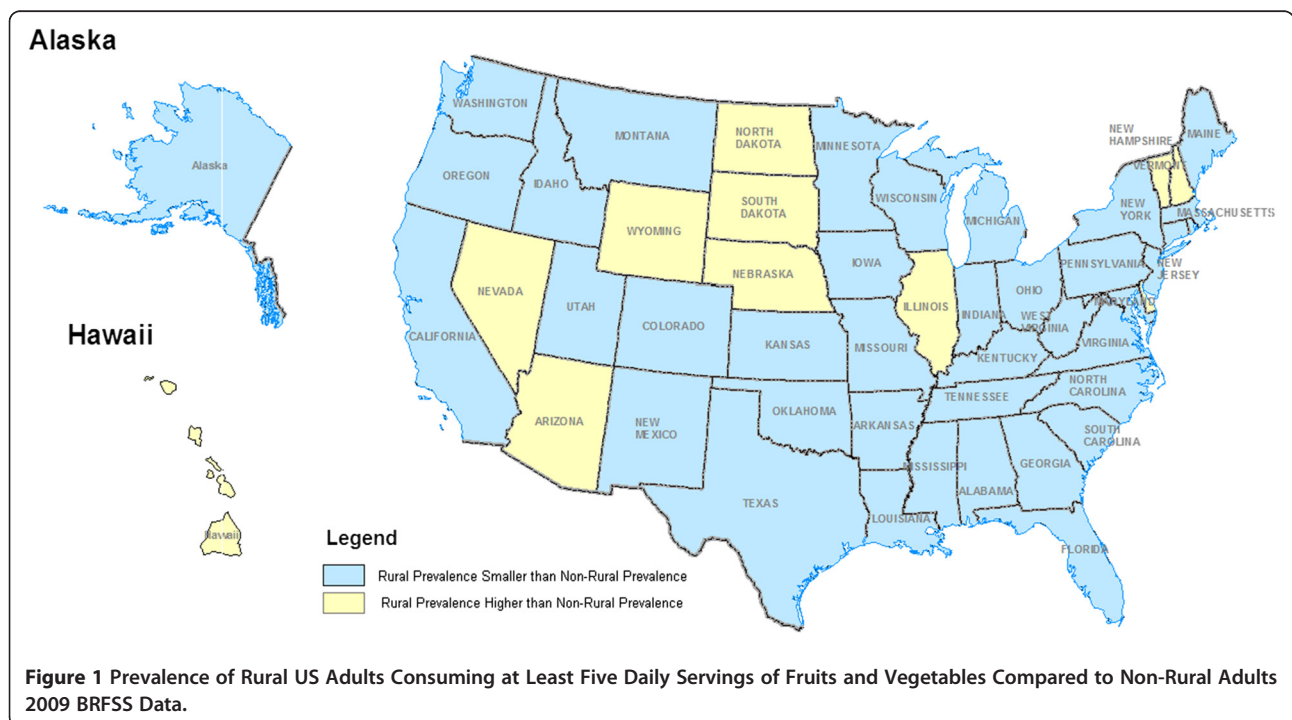 Alaska
Alaska
Hawaii
Hawaii
WASHINGTON
MONTANA
NORTH
DAKOTA
MINNESOTA
NEW
HAMPSHIRE
MAINE
VERMONT
OREGON
IDAHO
SOUTH
DAKOTA
WISCONSIN
MICHIGAN
NEW
YORK
MASSACHUSETTS
WYOMING
NEBRASKA
IOWA
PENNSYLVANIA
NEW
JERSEY
NEVADA
UTAH
COLORADO
ILLINOIS
INDIANA
OHIO
MARYLAND
WEST
VIRGINIA
VIRGINIA
CALIFORNIA
KANSAS
MISSOURI
KENTUCKY
ARIZONA
NEW
MEXICO
OKLAHOMA
ARKANSAS
TENNESSEE
NORTH
CAROLINA
SOUTH
CAROLINA
TEXAS
LOUISIANA
MISSISSIPPI
ALABAMA
GEORGIA
FLORIDA
Legend
Rural Prevalence Smaller than Non-Rural Prevalence
Rural Prevalence Higher than Non-Rural Prevalence
Figure 1 Prevalence of Rural US Adults Consuming at Least Five Daily Servings of Fruits and Vegetables Compared to Non-Rural Adults
2009 BRFSS Data.